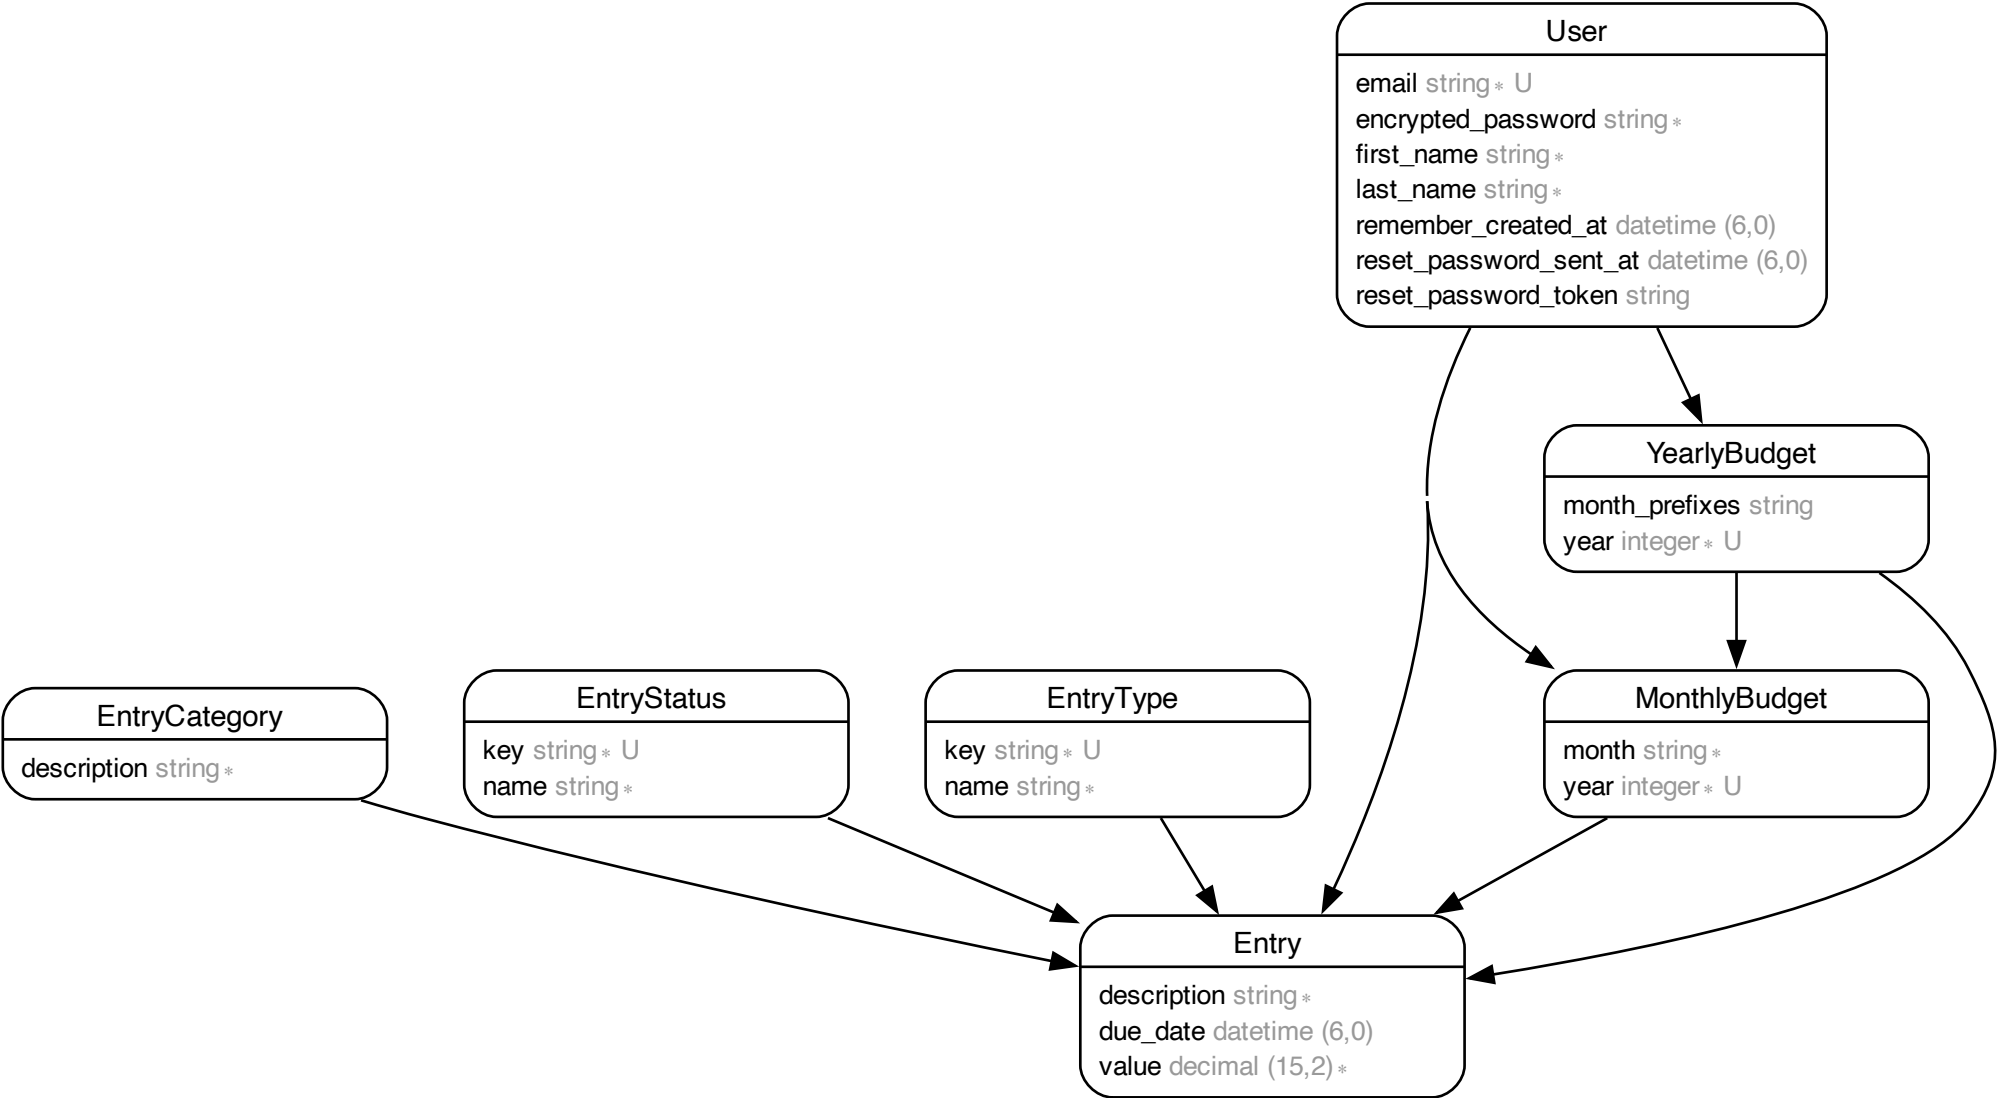 User
email string* U
encrypted_password string*
first_name string*
last_name string*
remember_created_at datetime (6,0)
reset_password_sent_at datetime (6,0)
reset_password_token string
YearlyBudget
month_prefixes string
year integer* U
EntryCategory
description string*
EntryStatus
key string* U
name string*
EntryType
key string* U
name string*
MonthlyBudget
month string*
year integer* U
Entry
description string*
due_date datetime (6,0)
value decimal (15,2)*